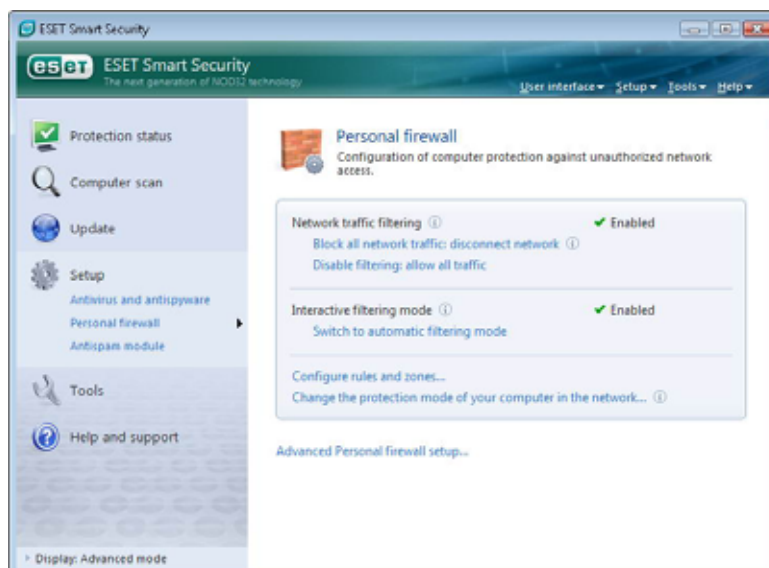 ESET Smart Security
eseT ESET Smart Security
The next generation of NOD32 technology
User interface Setup Tools Help
Protection status
Computer scan
Update
Setup
Antivirus and antispyware
Personal firewall
Antispam module
Tools
Help and support
Display: Advanced mode
Personal firewall
Configuration of computer protection against unauthorized network
access.
Network traffic filtering Enabled
Block all network traffic: disconnect network
Disable filtering: allow all traffic
Interactive filtering mode Enabled
Switch to automatic filtering mode
Configure rules and zones...
Change the protection mode of your computer in the network...
Advanced Personal firewall setup...